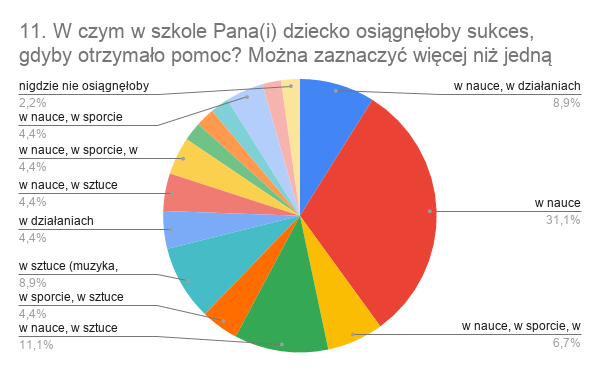 11. W czym w szkole Pana(i) dziecko osiągnęłoby sukces,
gdyby otrzymało pomoc? Można zaznaczyć więcej niż jedną
nigdzie nie osiągnęłoby
2,2%
w nauce, w sporcie
4,4%
w nauce, w sporcie, w
4,4%
w nauce, w sztuce
4,4%
w działaniach
4,4%
w sztuce (muzyka,
8,9%
w sporcie, w sztuce
4,4%
w nauce, w sztuce
11,1%
w nauce, w działaniach
8,9%
w nauce
31,1%
w nauce, w sporcie, w
6,7%